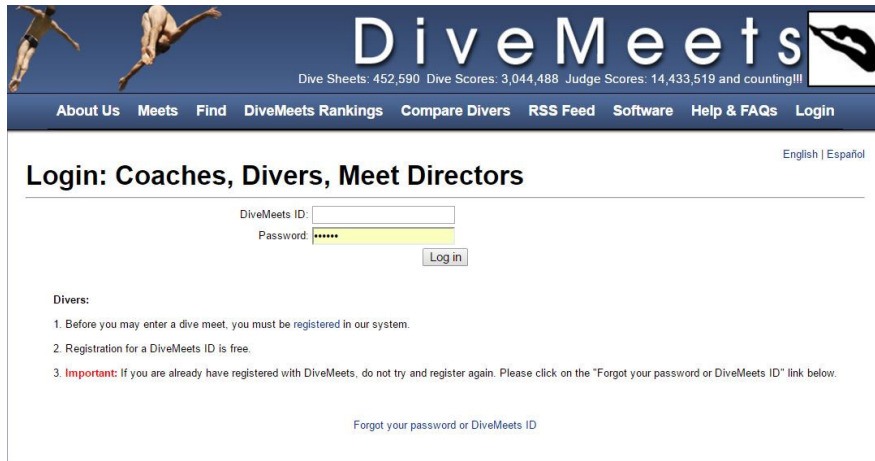 DiveMeets
Dive Sheets: 452,590 Dive Scores: 3,044,488 Judge Scores: 14,433,519 and counting!!!
About Us Meets Find DiveMeets Rankings Compare Divers RSS Feed Software Help & FAQs Login
English | Español
Login: Coaches, Divers, Meet Directors
DiveMeets ID:
Password: ••••••
Log in
Divers:
1. Before you may enter a dive meet, you must be registered in our system.
2. Registration for a DiveMeets ID is free.
3. Important: If you are already have registered with DiveMeets, do not try and register again. Please click on the "Forgot your password or DiveMeets ID" link below.
Forgot your password or DiveMeets ID